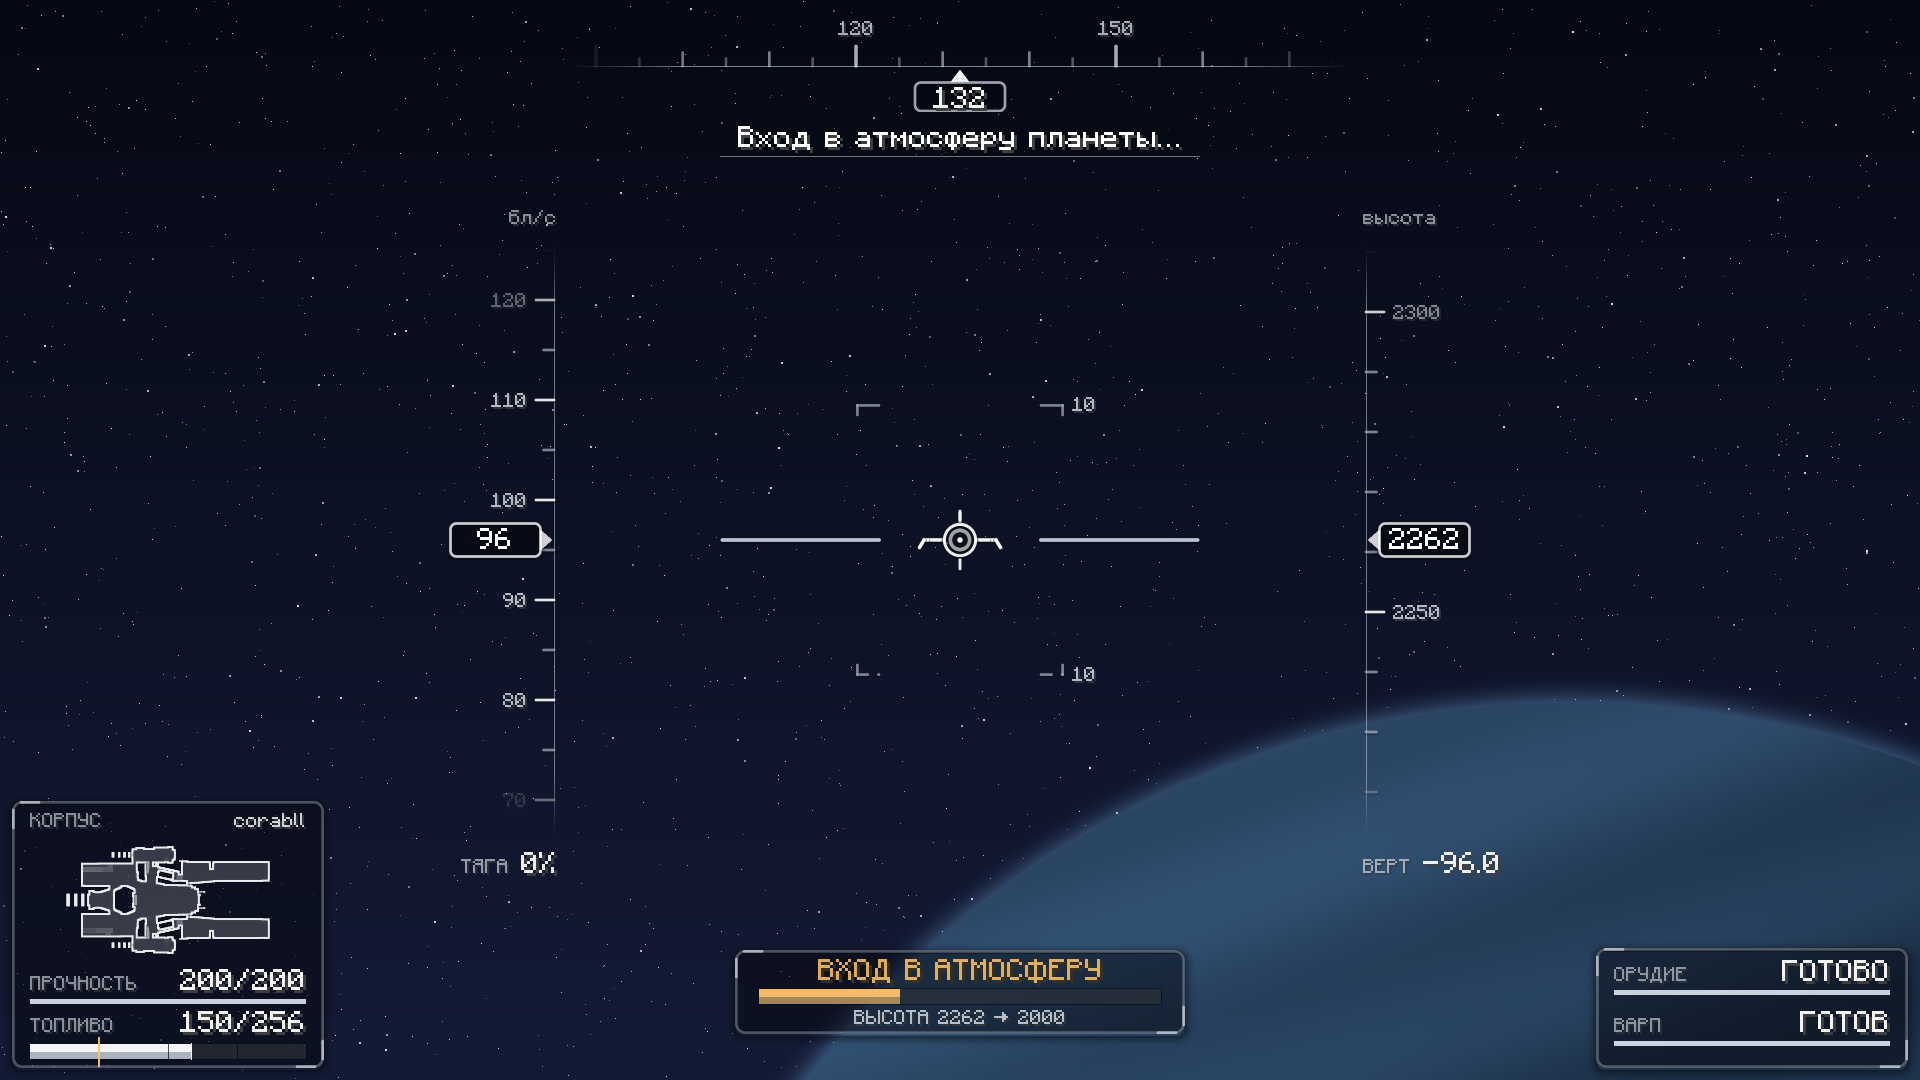 120 150
132
Вход в атмосферу планеты...
бл/с
высота
120
2300
110
10
100
96
2262
90
2250
10
80
70
КОРПУС corabll
ТЯГА 0%
ВЕРТ -96.0
ПРОЧНОСТЬ 200/200
ТОПЛИВО 150/256
ВХОД В АТМОСФЕРУ
ВЫСОТА 2262 → 2000
ОРУДИЕ ГОТОВО
ВАРП ГОТОВ